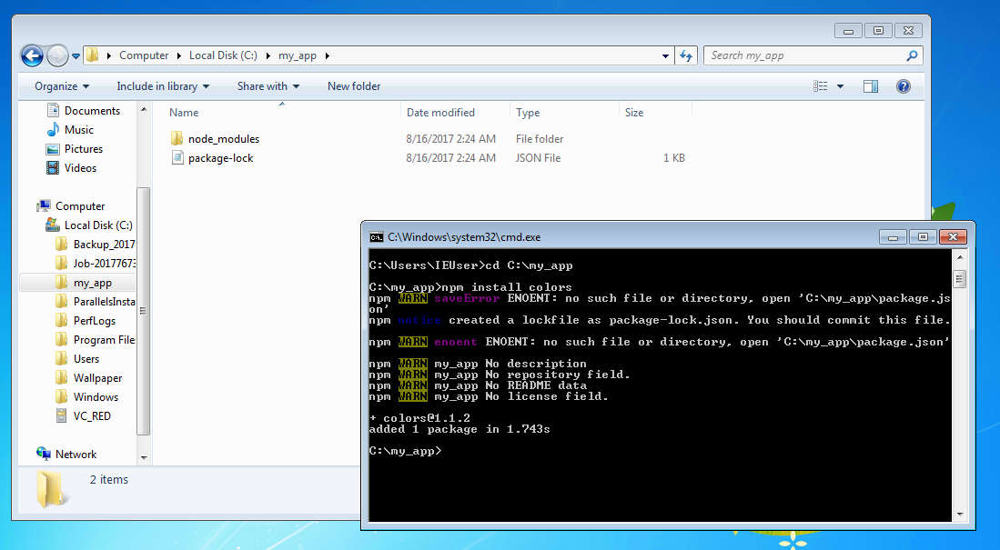 Computer Local Disk (C:) my_app
Search my_app
Organize Include in library Share with New folder
Documents
Music
Pictures
Videos
Computer
Local Disk (C:)
Backup_2017
Job-20177673
my_app
ParallelsInsta
PerfLogs
Program File
Users
Wallpaper
Windows
VC_RED
Network
Name Date modified Type Size
node_modules 8/16/2017 2:24 AM File folder
package-lock 8/16/2017 2:24 AM JSON File 1 KB
2 items
C:\Windows\system32\cmd.exe
C:\Users\IEUser>cd C:\my_app
C:\my_app>npm install colors
npm WARN saveError ENOENT: no such file or directory, open 'C:\my_app\package.js
on'
npm notice created a lockfile as package-lock.json. You should commit this file.
npm WARN enoent ENOENT: no such file or directory, open 'C:\my_app\package.json'
npm WARN my_app No description
npm WARN my_app No repository field.
npm WARN my_app No README data
npm WARN my_app No license field.
+ colors@1.1.2
added 1 package in 1.743s
C:\my_app>